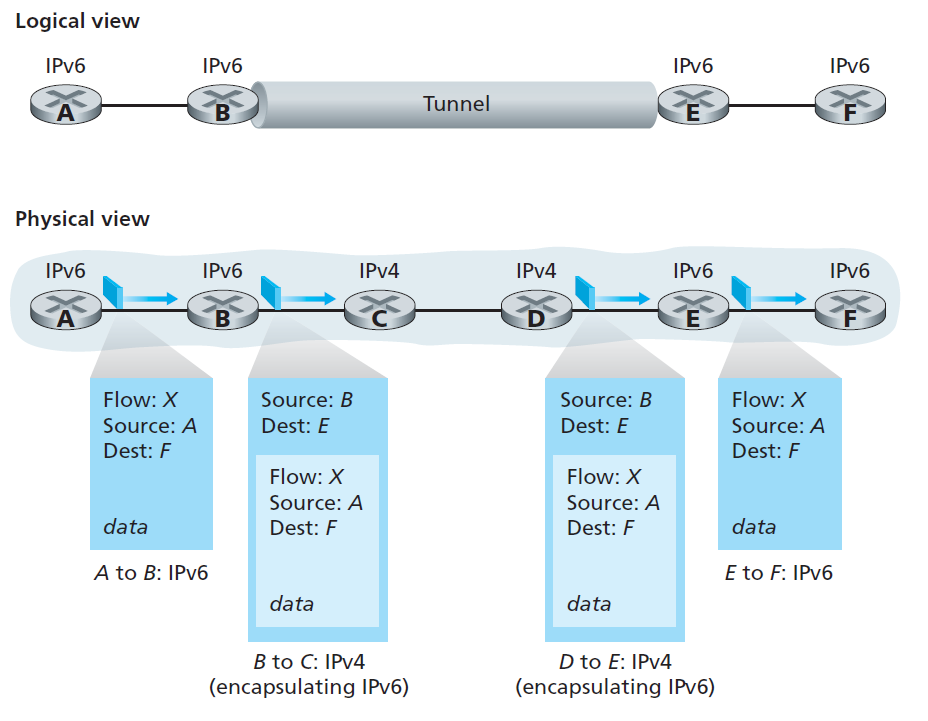 Logical view
IPv6 IPv6 IPv6 IPv6
A B Tunnel E F
Physical view
IPv6 IPv6 IPv4 IPv4 IPv6 IPv6
A B C D E F
Flow: X
Source: A
Dest: F
data
A to B: IPv6
Source: B
Dest: E
Flow: X
Source: A
Dest: F
data
B to C: IPv4
(encapsulating IPv6)
Source: B
Dest: E
Flow: X
Source: A
Dest: F
data
D to E: IPv4
(encapsulating IPv6)
Flow: X
Source: A
Dest: F
data
E to F: IPv6